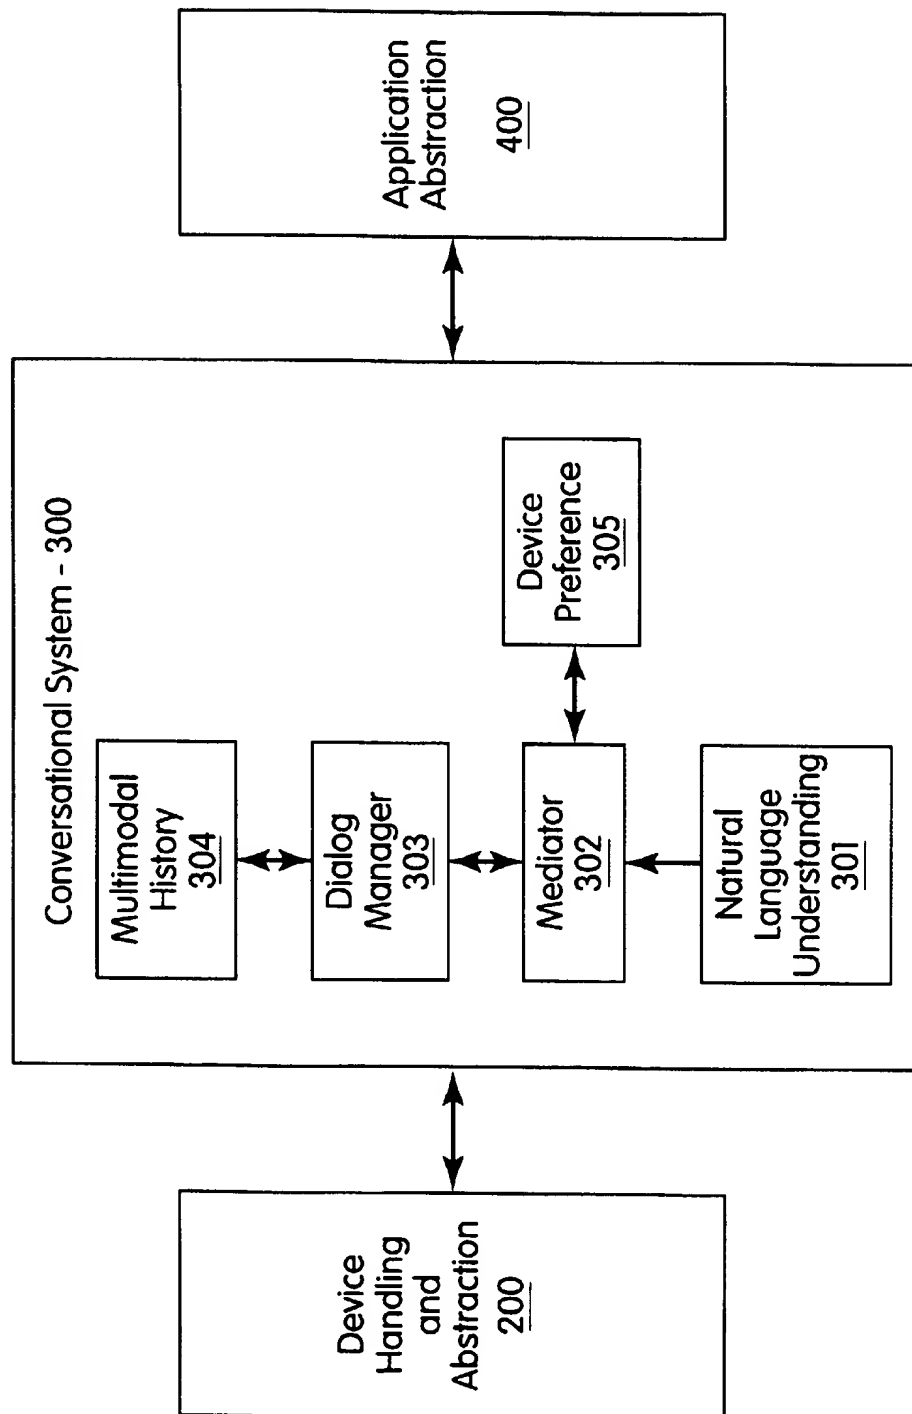 Conversational System - 300
Device
Handling
and
Abstraction
200
Multimodal
History
304
Dialog
Manager
303
Mediator
302
Natural
Language
Understanding
301
Device
Preference
305
Application
Abstraction
400